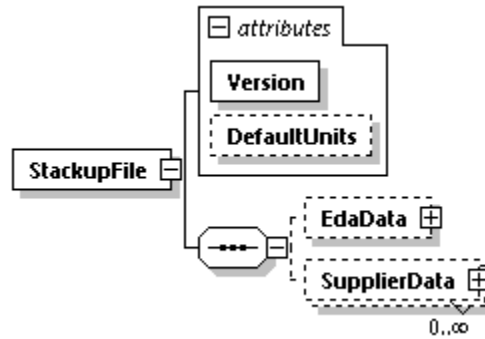 attributes
Version
DefaultUnits
StackupFile
EdaData
SupplierData
0..∞